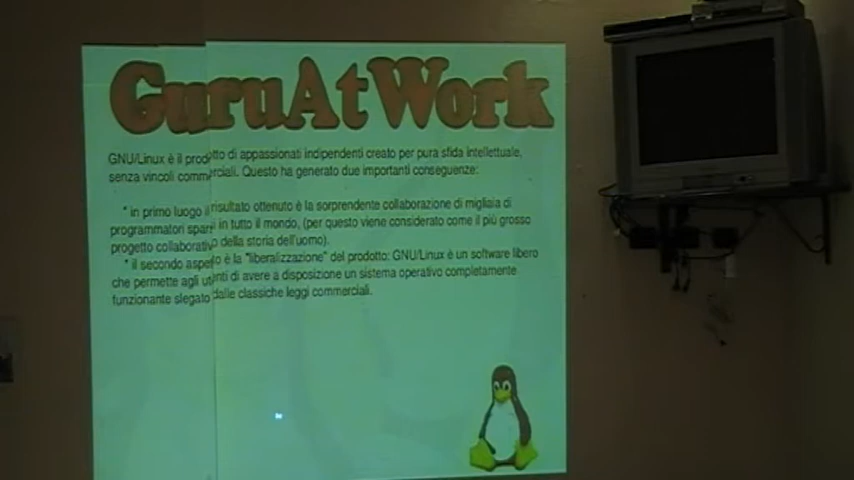 GuruAtWork
GNU/Linux è il prodotto di appassionati indipendenti creato per pura sfida intellettuale,
senza vincoli commerciali. Questo ha generato due importanti conseguenze:
* in primo luogo il risultato ottenuto è la sorprendente collaborazione di migliaia di
programmatori sparsi in tutto il mondo, (per questo viene considerato come il più grosso
progetto collaborativo della storia dell'uomo).
* il secondo aspetto è la "liberalizzazione" del prodotto: GNU/Linux è un software libero
che permette agli utenti di avere a disposizione un sistema operativo completamente
funzionante slegato dalle classiche leggi commerciali.